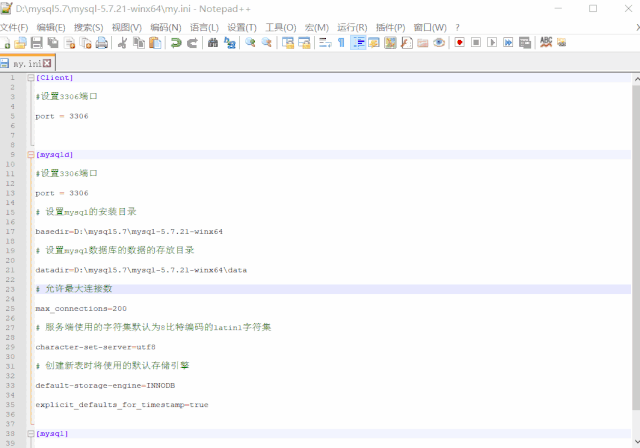 D:\mysql5.7\mysql-5.7.21-winx64\my.ini - Notepad++
文件(F) 编辑(E) 搜索(S) 视图(V) 编码(N) 语言(L) 设置(T) 工具(O) 宏(M) 运行(R) 插件(P) 窗口(W) ?
my.ini
1 [Client]
2
3 #设置3306端口
4
5 port = 3306
6
7
8
9 [mysqld]
10
11 #设置3306端口
12
13 port = 3306
14
15 # 设置mysql的安装目录
16
17 basedir=D:\mysql5.7\mysql-5.7.21-winx64
18
19 # 设置mysql数据库的数据的存放目录
20
21 datadir=D:\mysql5.7\mysql-5.7.21-winx64\data
22
23 # 允许最大连接数
24
25 max_connections=200
26
27 # 服务端使用的字符集默认为8比特编码的latin1字符集
28
29 character-set-server=utf8
30
31 # 创建新表时将使用的默认存储引擎
32
33 default-storage-engine=INNODB
34
35 explicit_defaults_for_timestamp=true
36
37
38 [mysql]
39